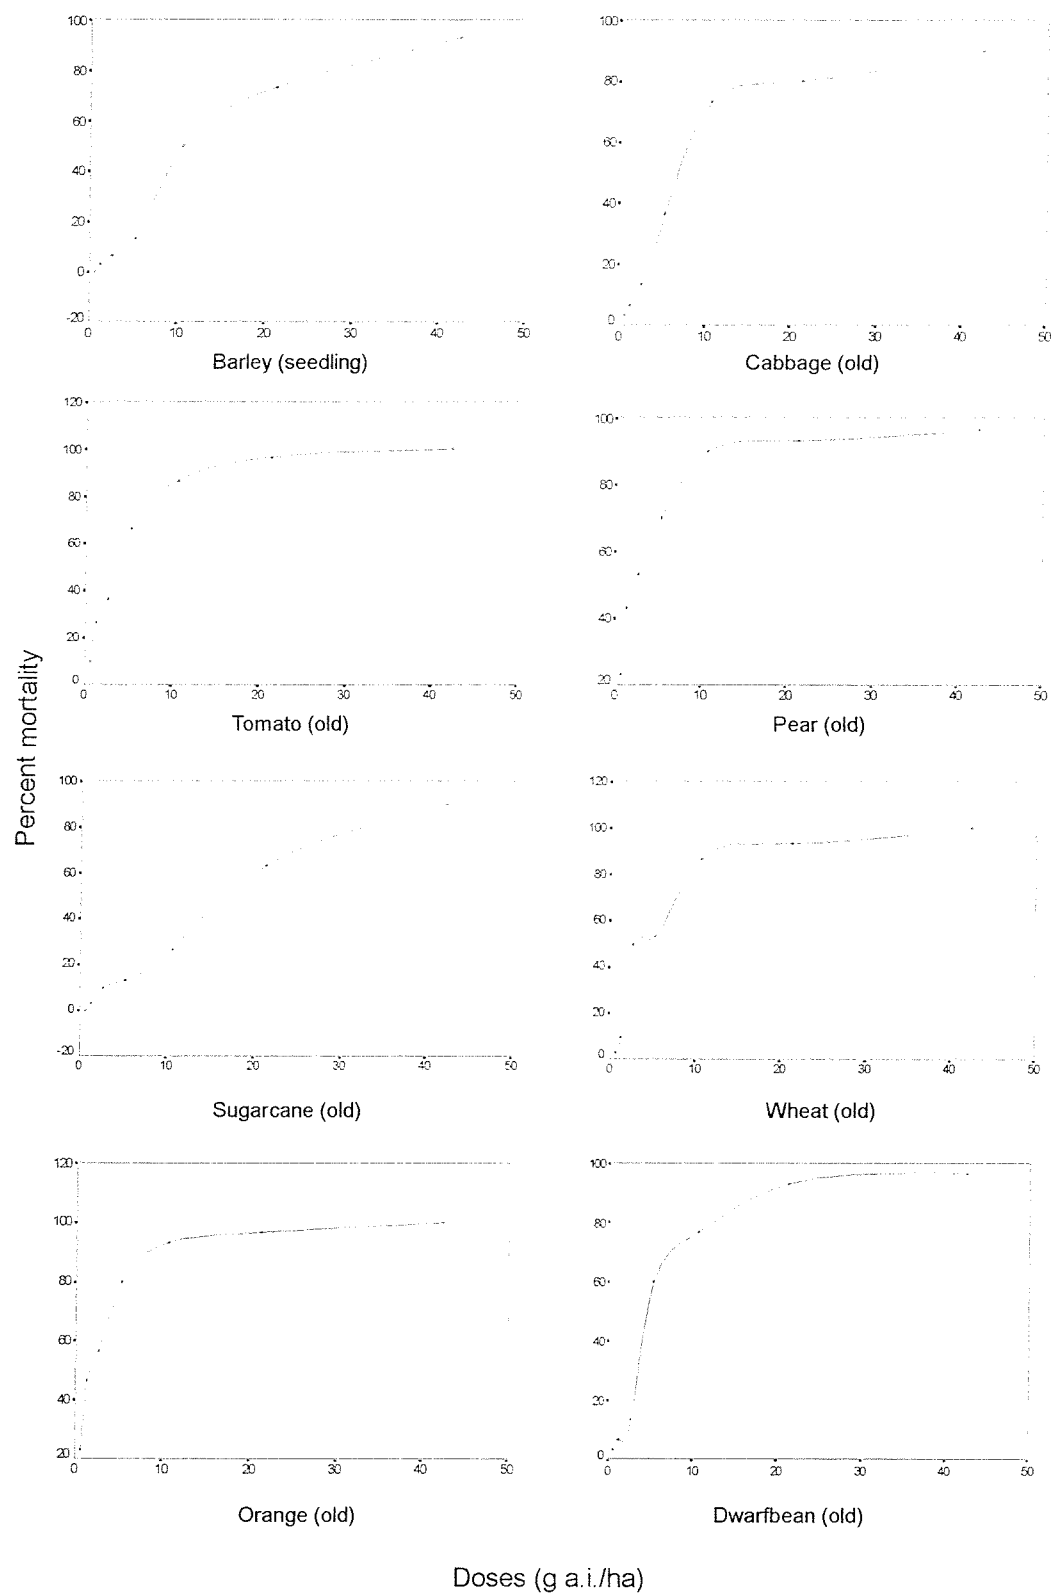 100
80
60
40
20
0
-20
0 10 20 30 40 50
Barley (seedling)
100
80
60
40
20
0
0 10 20 30 40 50
Cabbage (old)
120
100
80
60
40
20
0
0 10 20 30 40 50
Tomato (old)
100
80
60
40
20
0 10 20 30 40 50
Pear (old)
Percent mortality
100
80
60
40
20
0
-20
0 10 20 30 40 50
Sugarcane (old)
120
100
80
60
40
20
0
0 10 20 30 40 50
Wheat (old)
120
100
80
60
40
20
0 10 20 30 40 50
Orange (old)
100
80
60
40
20
0
0 10 20 30 40 50
Dwarfbean (old)
Doses (g a.i./ha)